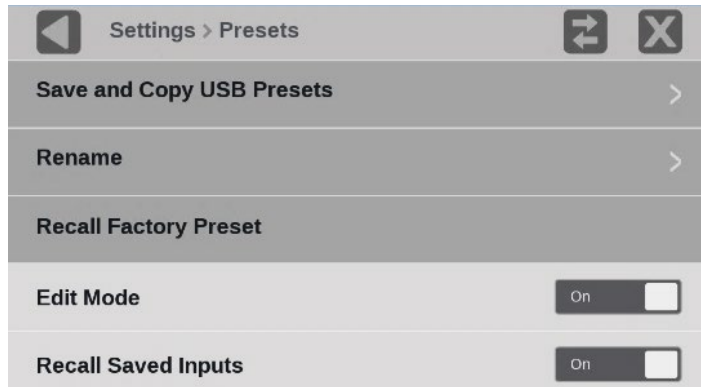 Settings > Presets
Save and Copy USB Presets
Rename
Recall Factory Preset
Edit Mode On
Recall Saved Inputs On